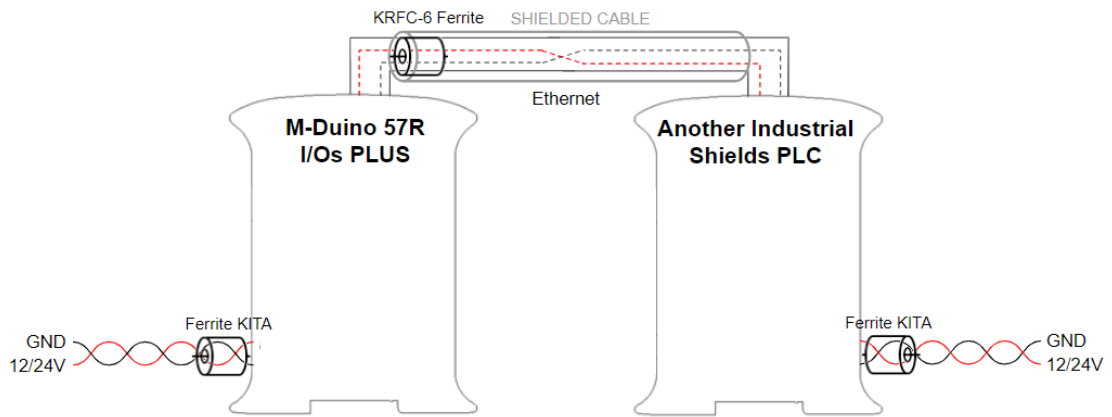 KRFC-6 Ferrite
SHIELDED CABLE
Ethernet
M-Duino 57R
I/Os PLUS
Another Industrial
Shields PLC
Ferrite KITA
GND
12/24V
Ferrite KITA
GND
12/24V